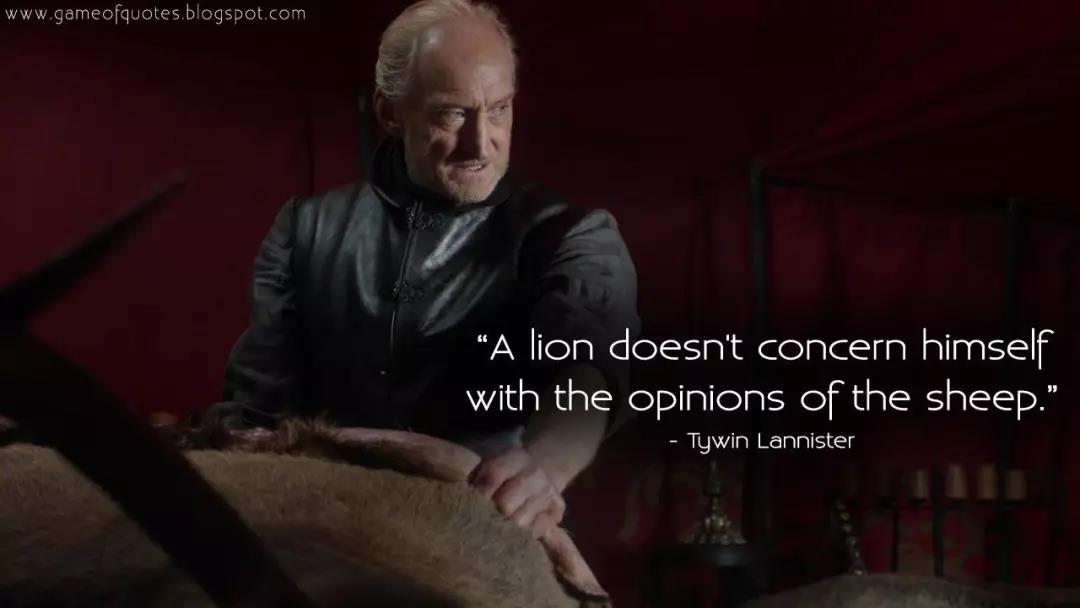 www.gameofquotes.blogspot.com
“A lion doesn't concern himself
with the opinions of the sheep.”
- Tywin Lannister